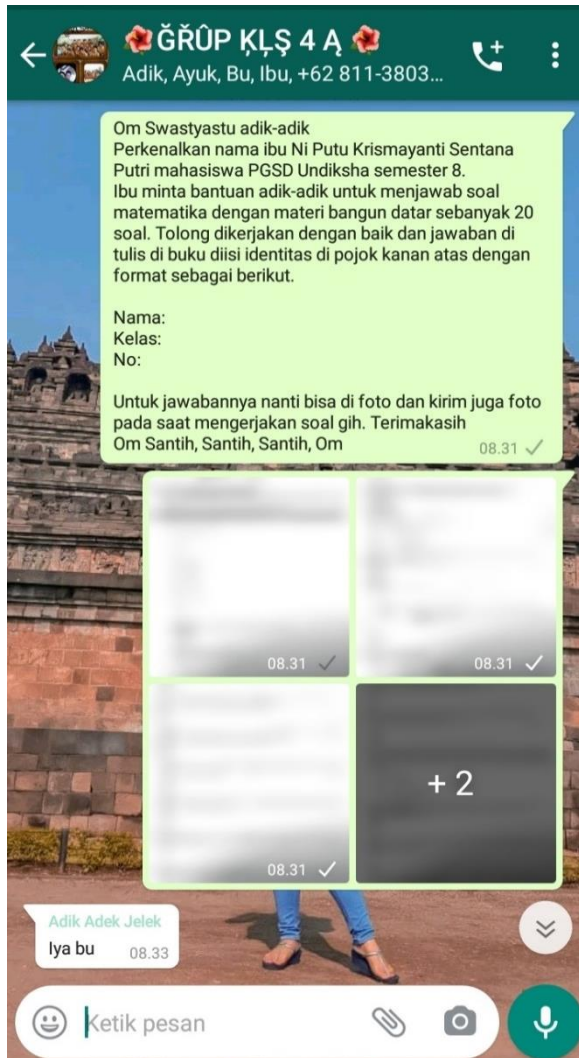 🌺ĞŘÛP ĶĻŞ 4 Ą 🌺
Adik, Ayuk, Bu, Ibu, +62 811-3803...
Om Swastyastu adik-adik
Perkenalkan nama ibu Ni Putu Krismayanti Sentana
Putri mahasiswa PGSD Undiksha semester 8.
Ibu minta bantuan adik-adik untuk menjawab soal
matematika dengan materi bangun datar sebanyak 20
soal. Tolong dikerjakan dengan baik dan jawaban di
tulis di buku diisi identitas di pojok kanan atas dengan
format sebagai berikut.
Nama:
Kelas:
No:
Untuk jawabannya nanti bisa di foto dan kirim juga foto
pada saat mengerjakan soal gih. Terimakasih
Om Santih, Santih, Santih, Om
08.31
08.31
08.31
08.31
+ 2
Adik Adek Jelek
Iya bu
08.33
Ketik pesan